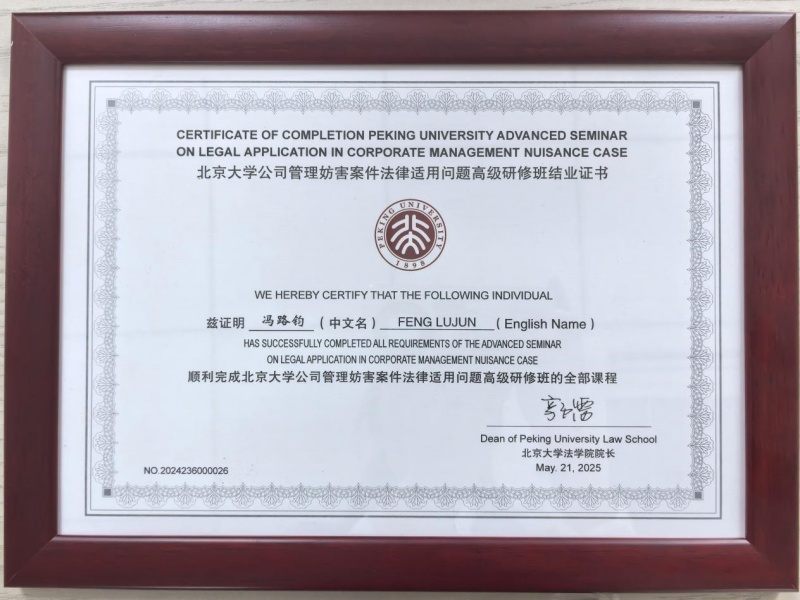 CERTIFICATE OF COMPLETION PEKING UNIVERSITY ADVANCED SEMINAR
ON LEGAL APPLICATION IN CORPORATE MANAGEMENT NUISANCE CASE
北京大学公司管理妨害案件法律适用问题高级研修班结业证书
PEKING UNIVERSITY
1898
WE HEREBY CERTIFY THAT THE FOLLOWING INDIVIDUAL
兹证明 冯路钧 (中文名) FENG LUJUN (English Name)
HAS SUCCESSFULLY COMPLETED ALL REQUIREMENTS OF THE ADVANCED SEMINAR
ON LEGAL APPLICATION IN CORPORATE MANAGEMENT NUISANCE CASE
顺利完成北京大学公司管理妨害案件法律适用问题高级研修班的全部课程
Dean of Peking University Law School
北京大学法学院院长
May. 21, 2025
NO.2024236000026